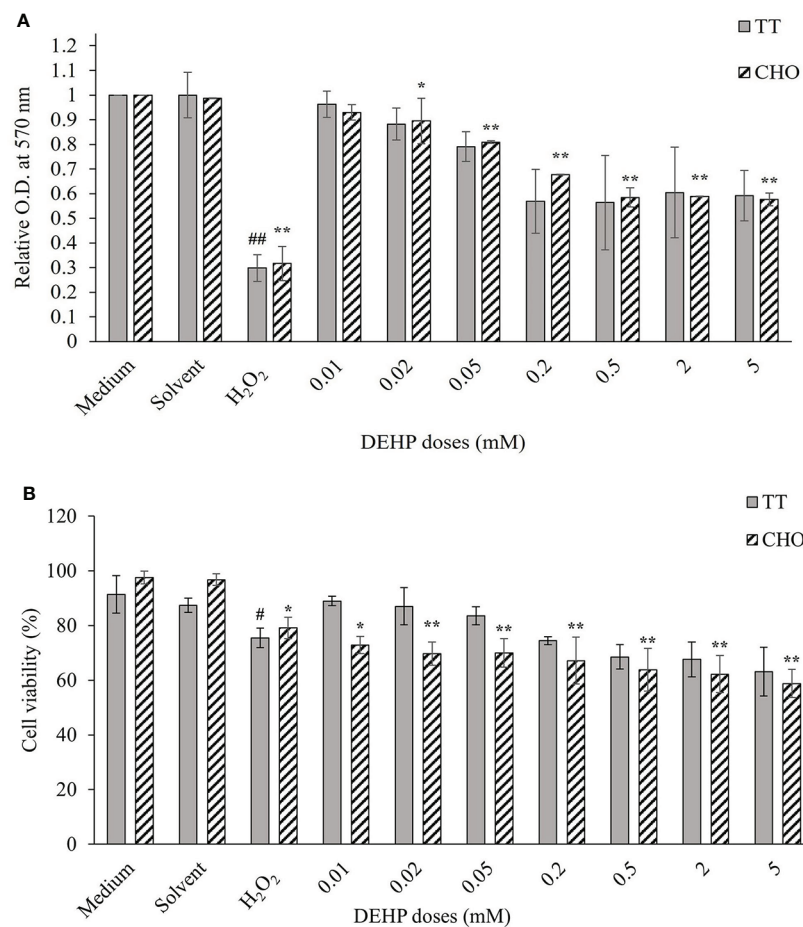 A
TT
CHO
Relative O.D. at 570 nm
1.2
1.1
1
0.9
0.8
0.7
0.6
0.5
0.4
0.3
0.2
0.1
0
## ** * ** ** ** ** **
Medium Solvent H₂O₂ 0.01 0.02 0.05 0.2 0.5 2 5
DEHP doses (mM)
B
TT
CHO
Cell viability (%)
120
100
80
60
40
20
0
# * * ** ** ** ** ** **
Medium Solvent H₂O₂ 0.01 0.02 0.05 0.2 0.5 2 5
DEHP doses (mM)